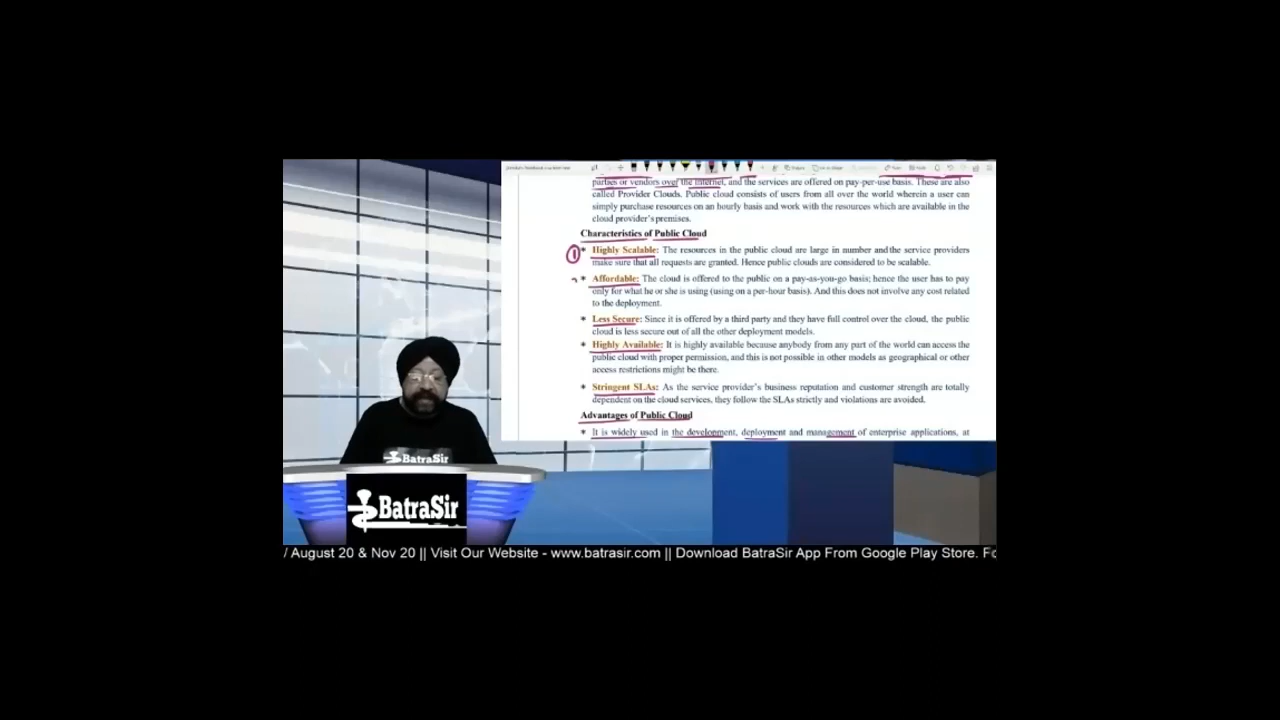 parties or vendors over the internet, and the services are offered on pay-per-use basis. These are also
called Provider Clouds. Public cloud consists of users from all over the world wherein a user can
simply purchase resources on an hourly basis and work with the resources which are available in the
cloud provider's premises.
Characteristics of Public Cloud
1
* Highly Scalable: The resources in the public cloud are large in number and the service providers
make sure that all requests are granted. Hence public clouds are considered to be scalable.
* Affordable: The cloud is offered to the public on a pay-as-you-go basis; hence the user has to pay
only for what he or she is using (using on a per-hour basis). And this does not involve any cost related
to the deployment.
* Less Secure: Since it is offered by a third party and they have full control over the cloud, the public
cloud is less secure out of all the other deployment models.
* Highly Available: It is highly available because anybody from any part of the world can access the
public cloud with proper permission, and this is not possible in other models as geographical or other
access restrictions might be there.
* Stringent SLAs: As the service provider's business reputation and customer strength are totally
dependent on the cloud services, they follow the SLAs strictly and violations are avoided.
Advantages of Public Cloud
* It is widely used in the development, deployment and management of enterprise applications, at
BatraSir
BatraSir
/ August 20 & Nov 20 || Visit Our Website - www.batrasir.com || Download BatraSir App From Google Play Store. Fo